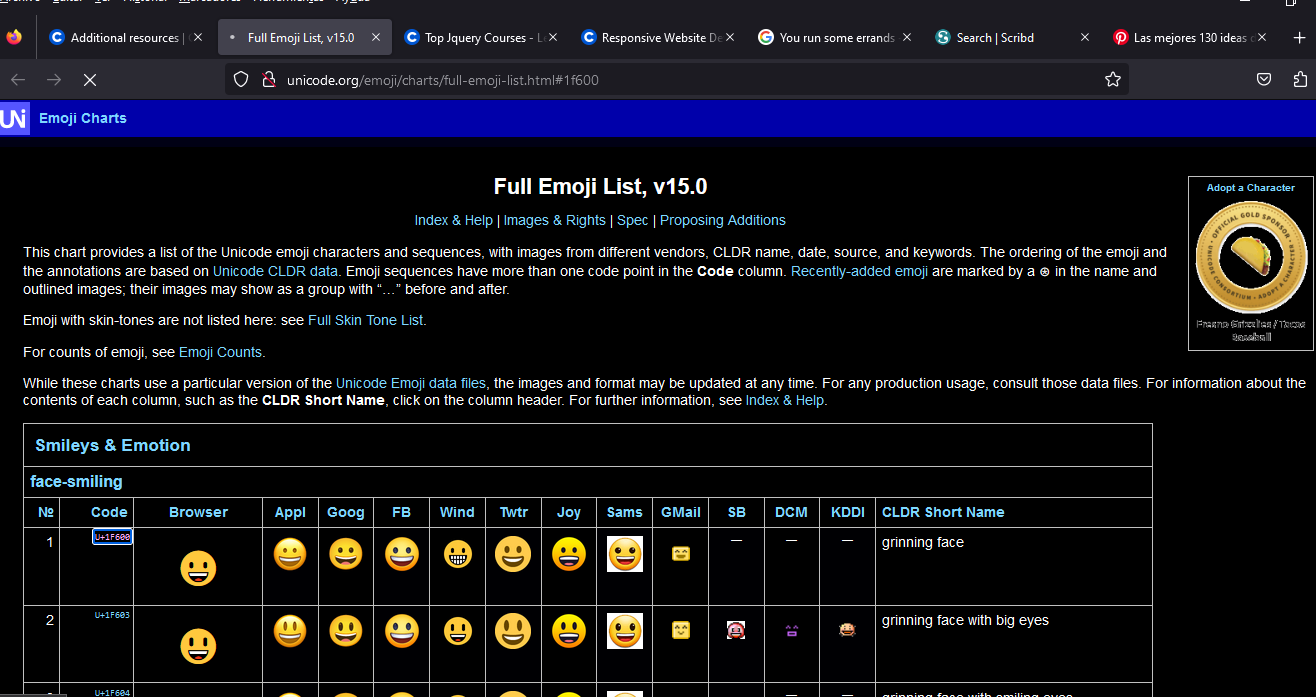 Additional resources |
Full Emoji List, v15.0
Top Jquery Courses - L
Responsive Website De
You run some errands
Search | Scribd
Las mejores 130 ideas
unicode.org/emoji/charts/full-emoji-list.html#1f600
UNi Emoji Charts
Full Emoji List, v15.0
Adopt a Character
Index & Help | Images & Rights | Spec | Proposing Additions
This chart provides a list of the Unicode emoji characters and sequences, with images from different vendors, CLDR name, date, source, and keywords. The ordering of the emoji and
the annotations are based on Unicode CLDR data. Emoji sequences have more than one code point in the Code column. Recently-added emoji are marked by a ⊛ in the name and
outlined images; their images may show as a group with “…” before and after.
OFFICIAL GOLD SPONSOR
UNICODE CONSORTIUM • ADOPT A CHARACTER
Fresno Grizzlies / Tacos
Baseball
Emoji with skin-tones are not listed here: see Full Skin Tone List.
For counts of emoji, see Emoji Counts.
While these charts use a particular version of the Unicode Emoji data files, the images and format may be updated at any time. For any production usage, consult those data files. For information about the
contents of each column, such as the CLDR Short Name, click on the column header. For further information, see Index & Help.
Smileys & Emotion
face-smiling
№ Code Browser Appl Goog FB Wind Twtr Joy Sams GMail SB DCM KDDI CLDR Short Name
1 U+1F600 — — — grinning face
2 U+1F603 grinning face with big eyes
U+1F604 — — grinning face with smiling eyes